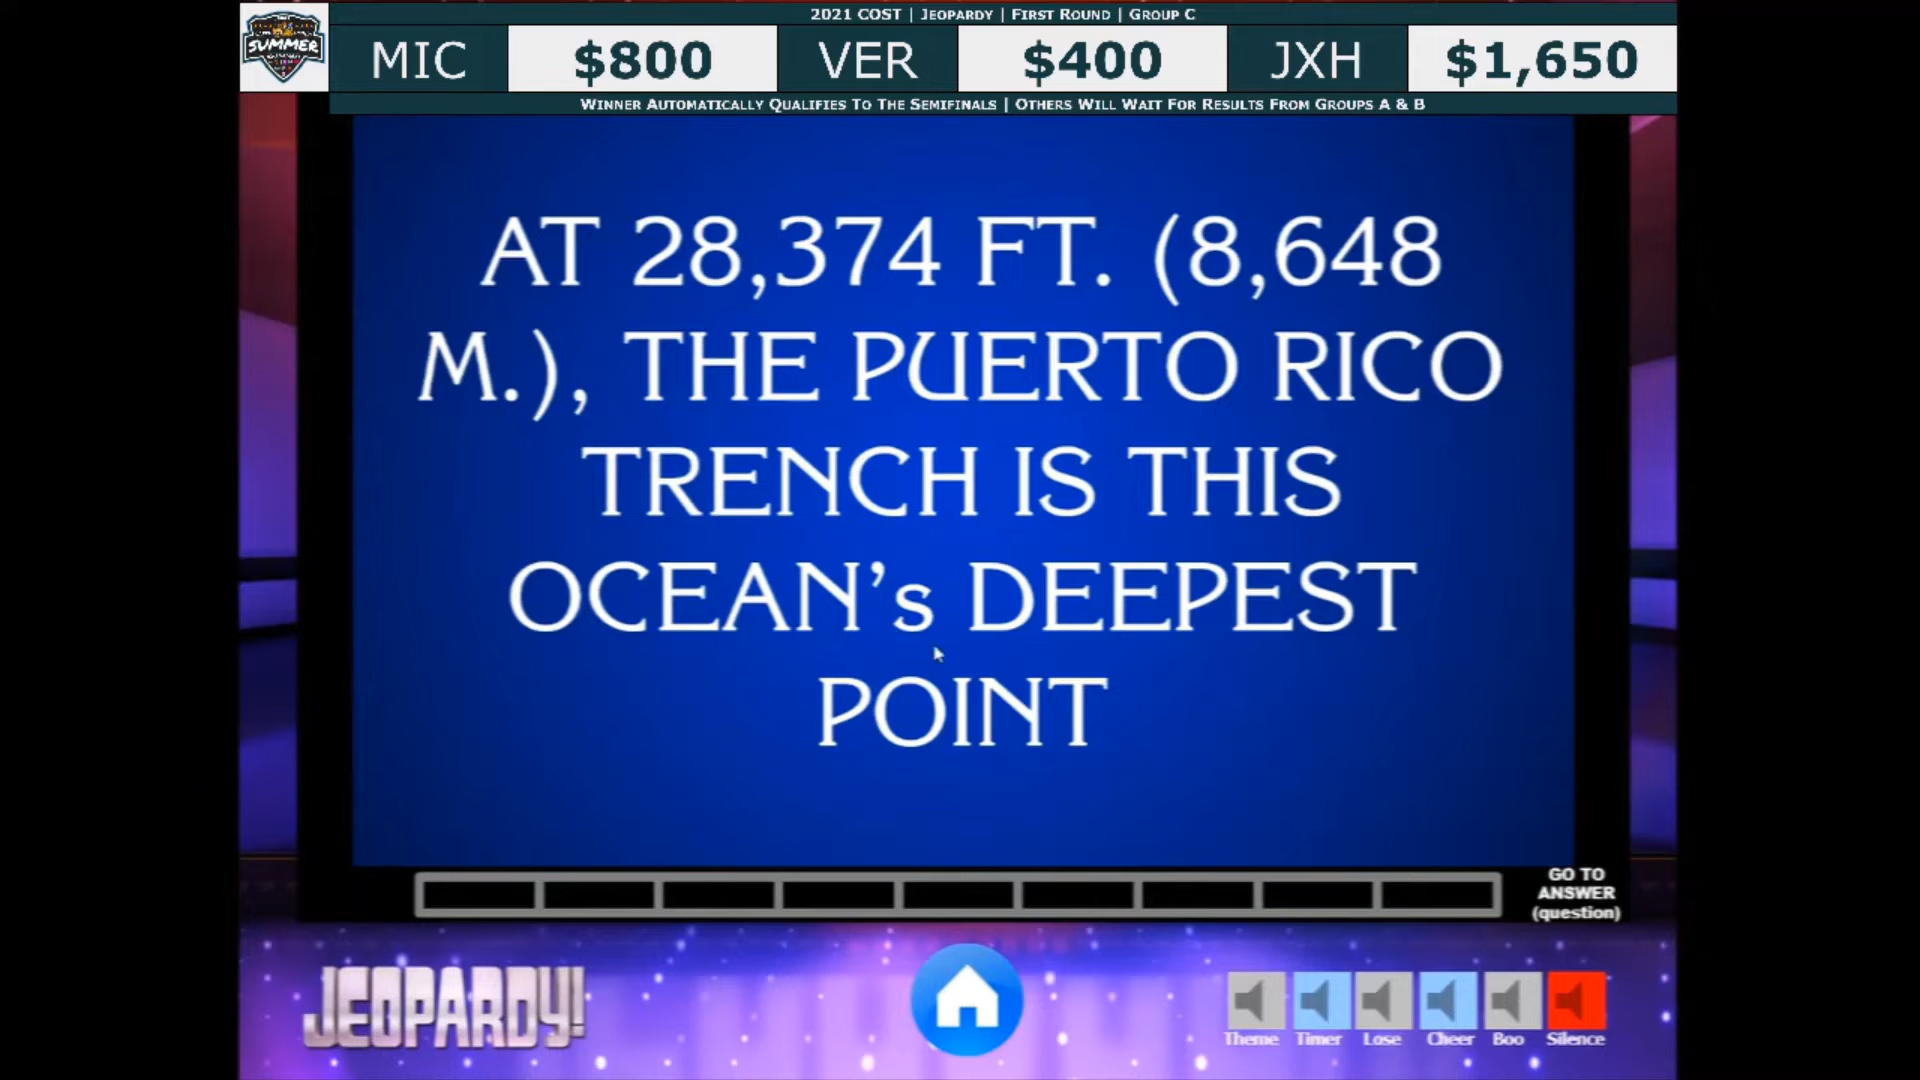 2021 COST | JEOPARDY | FIRST ROUND | GROUP C
SUMMER
MIC $800 VER $400 JXH $1,650
WINNER AUTOMATICALLY QUALIFIES TO THE SEMIFINALS | OTHERS WILL WAIT FOR RESULTS FROM GROUPS A & B
AT 28,374 FT. (8,648
M.), THE PUERTO RICO
TRENCH IS THIS
OCEAN's DEEPEST
POINT
GO TO
ANSWER
(question)
JEOPARDY!
Theme Timer Lose Cheer Boo Silence